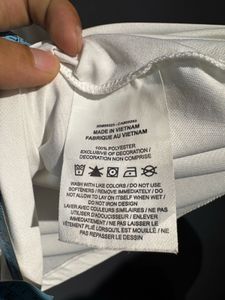 MADE IN VIETNAM
FABRIQUE AU VIETNAM
100% POLYESTER
EXCLUSIVE OF DECORATION /
DECORATION NON COMPRIS
WASH WITH LIKE COLORS / DO NOT USE
SOFTENERS / REMOVE IMMEDIATELY / DO
NOT ALLOW TO LAY ON ITSELF WHEN WET /
DO NOT IRON DESIGN
LAVER AVEC COULEURS SIMILAIRES / NE PAS
UTILISER D'ADOUCISSEUR / ENLEVER
IMMÉDIATEMENT / NE PAS LAISSER LE
VÊTEMENT PLIÉ LORSQU'IL EST MOUILLÉ / NE
PAS REPASSER LE DESSIN